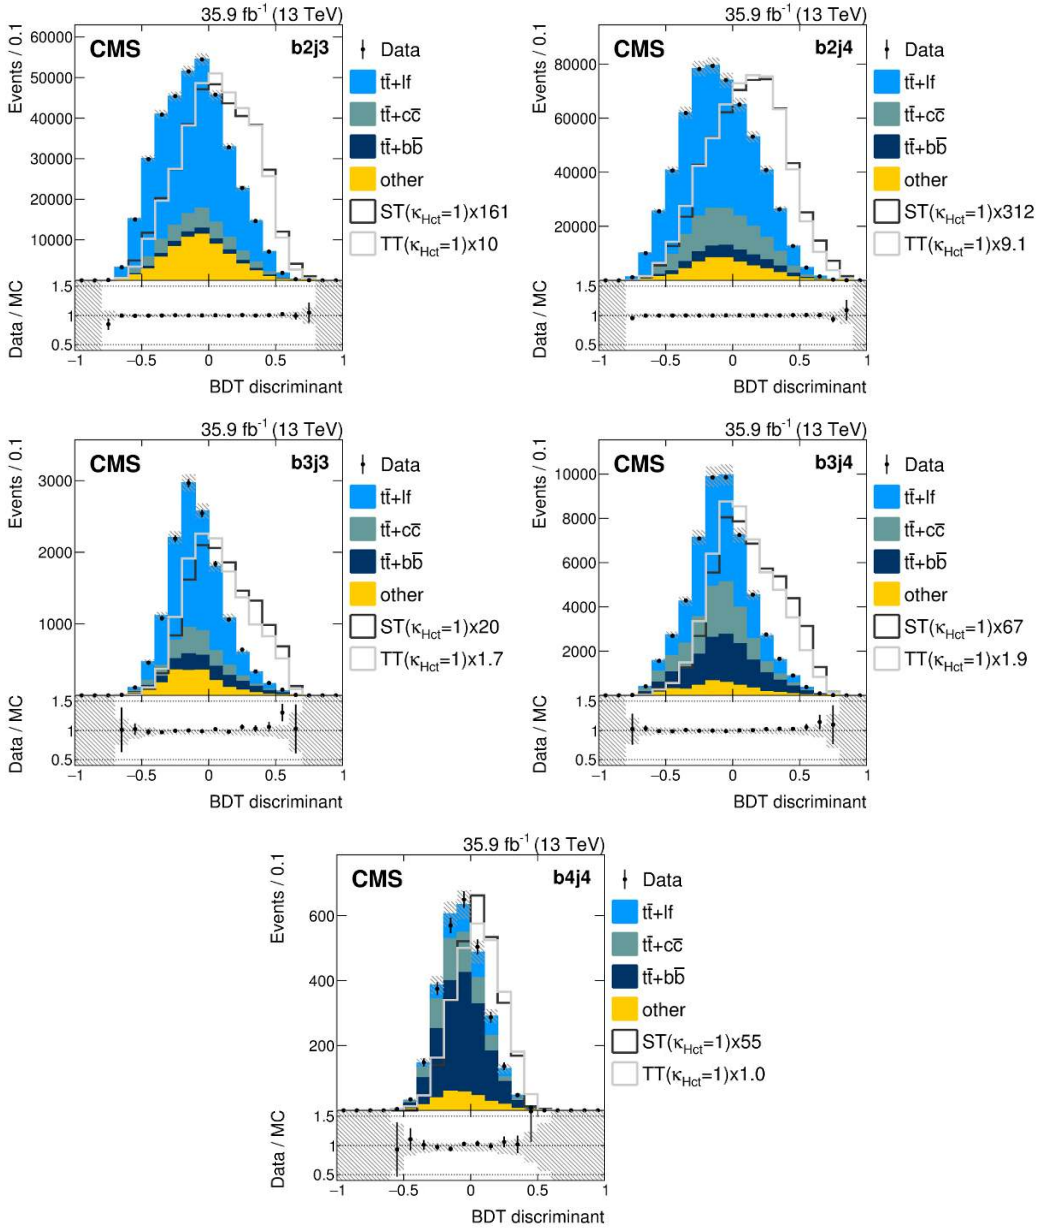 35.9 fb⁻¹ (13 TeV)
Events / 0.1
60000
50000
40000
30000
20000
10000
CMS
b2j3
Data
tt̄+lf
tt̄+cc̄
tt̄+bb̄
other
ST(κHct=1)x161
TT(κHct=1)x10
Data / MC
1.5
1
0.5
−1 −0.5 0 0.5 1
BDT discriminant
35.9 fb⁻¹ (13 TeV)
Events / 0.1
80000
60000
40000
20000
CMS
b2j4
Data
tt̄+lf
tt̄+cc̄
tt̄+bb̄
other
ST(κHct=1)x312
TT(κHct=1)x9.1
Data / MC
1.5
1
0.5
−1 −0.5 0 0.5 1
BDT discriminant
35.9 fb⁻¹ (13 TeV)
Events / 0.1
3000
2000
1000
CMS
b3j3
Data
tt̄+lf
tt̄+cc̄
tt̄+bb̄
other
ST(κHct=1)x20
TT(κHct=1)x1.7
Data / MC
1.5
1
0.5
−1 −0.5 0 0.5 1
BDT discriminant
35.9 fb⁻¹ (13 TeV)
Events / 0.1
10000
8000
6000
4000
2000
CMS
b3j4
Data
tt̄+lf
tt̄+cc̄
tt̄+bb̄
other
ST(κHct=1)x67
TT(κHct=1)x1.9
Data / MC
1.5
1
0.5
−1 −0.5 0 0.5 1
BDT discriminant
35.9 fb⁻¹ (13 TeV)
Events / 0.1
600
400
200
CMS
b4j4
Data
tt̄+lf
tt̄+cc̄
tt̄+bb̄
other
ST(κHct=1)x55
TT(κHct=1)x1.0
Data / MC
1.5
1
0.5
−1 −0.5 0 0.5 1
BDT discriminant